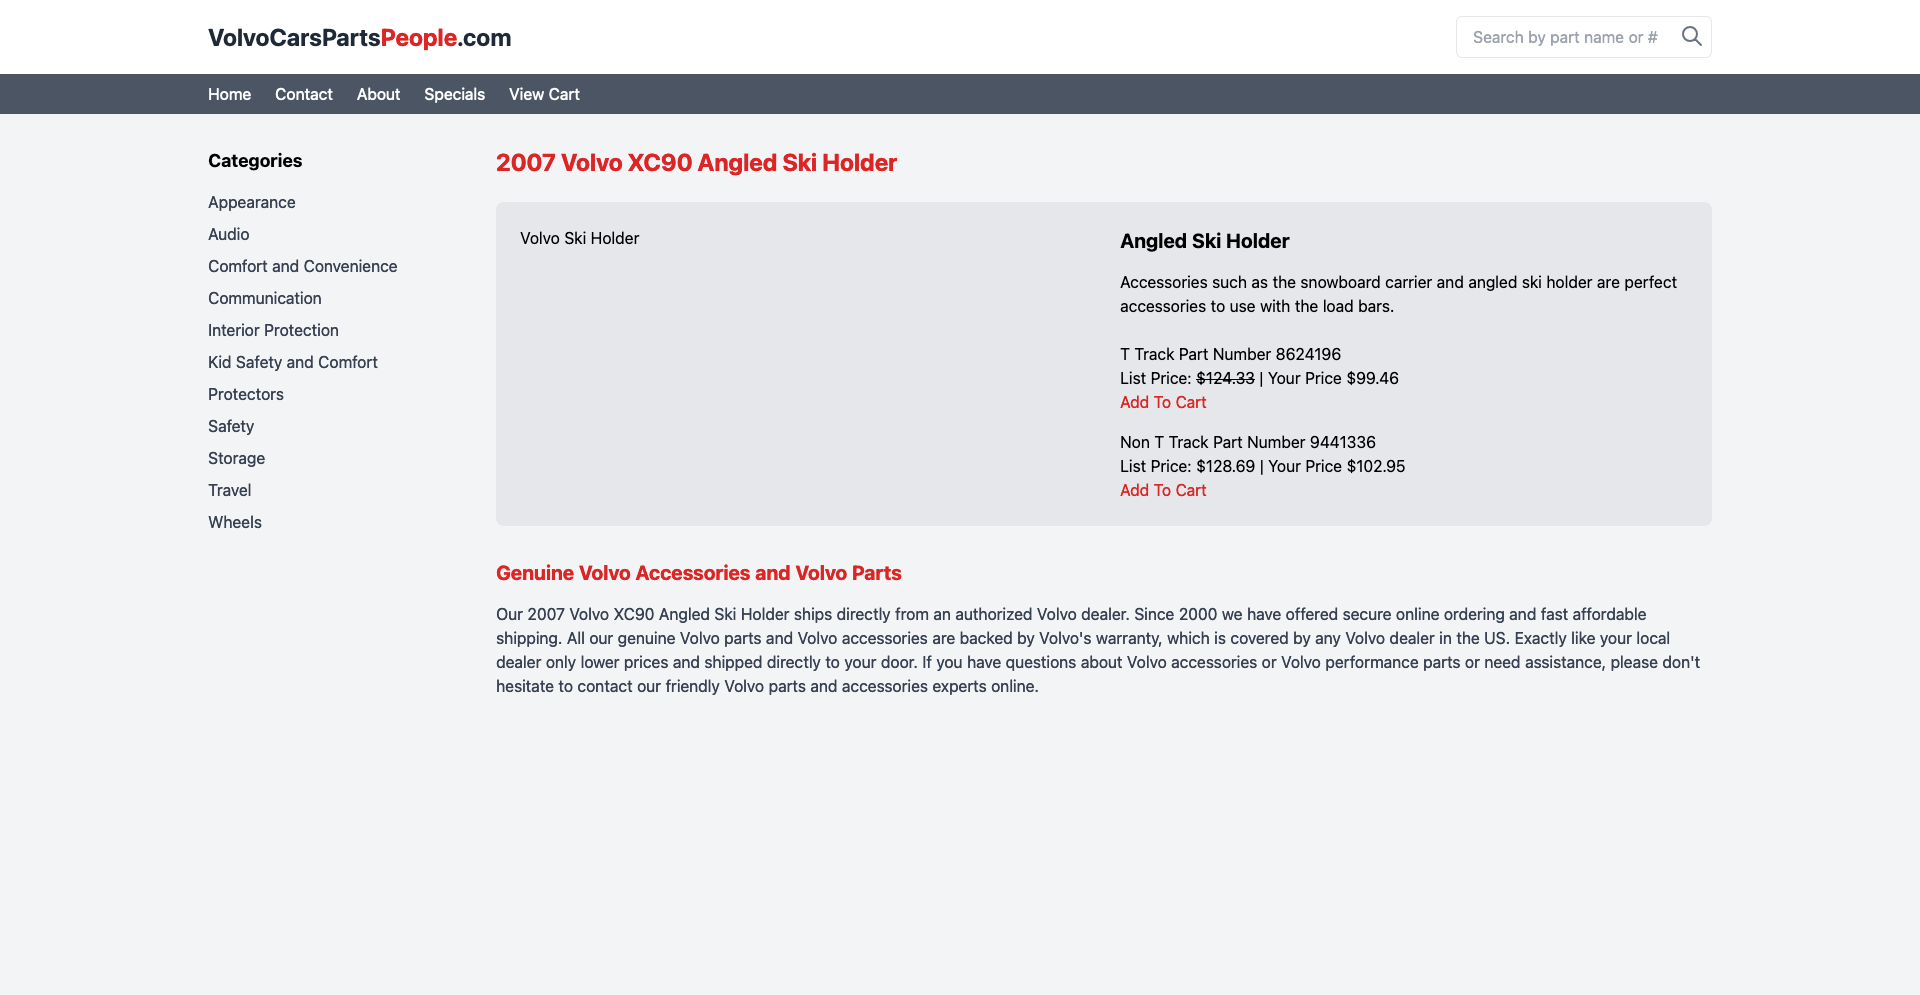 VolvoCarsPartsPeople.com
Search by part name or #
Home Contact About Specials View Cart
Categories
Appearance
Audio
Comfort and Convenience
Communication
Interior Protection
Kid Safety and Comfort
Protectors
Safety
Storage
Travel
Wheels
2007 Volvo XC90 Angled Ski Holder
Volvo Ski Holder
Angled Ski Holder
Accessories such as the snowboard carrier and angled ski holder are perfect
accessories to use with the load bars.
T Track Part Number 8624196
List Price: $124.33 | Your Price $99.46
Add To Cart
Non T Track Part Number 9441336
List Price: $128.69 | Your Price $102.95
Add To Cart
Genuine Volvo Accessories and Volvo Parts
Our 2007 Volvo XC90 Angled Ski Holder ships directly from an authorized Volvo dealer. Since 2000 we have offered secure online ordering and fast affordable
shipping. All our genuine Volvo parts and Volvo accessories are backed by Volvo's warranty, which is covered by any Volvo dealer in the US. Exactly like your local
dealer only lower prices and shipped directly to your door. If you have questions about Volvo accessories or Volvo performance parts or need assistance, please don't
hesitate to contact our friendly Volvo parts and accessories experts online.